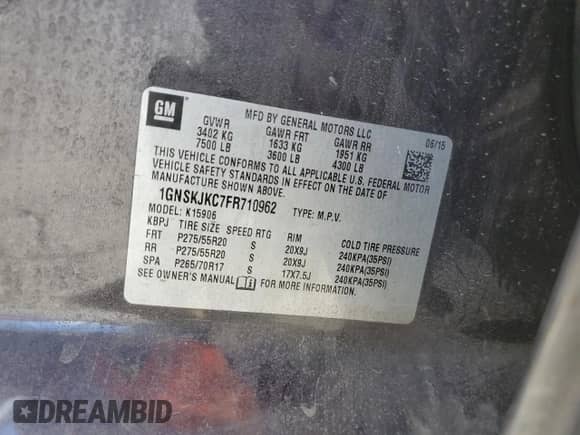 GM
MFD BY GENERAL MOTORS LLC
06/15
GVWR GAWR FRT GAWR RR
3402 KG 1633 KG 1951 KG
7500 LB 3600 LB 4300 LB
THIS VEHICLE CONFORMS TO ALL APPLICABLE U.S. FEDERAL MOTOR
VEHICLE SAFETY STANDARDS IN EFFECT ON THE DATE OF
MANUFACTURE SHOWN ABOVE.
1GNSKJKC7FR710962 TYPE: M.P.V.
MODEL: K15906
KBPJ TIRE SIZE SPEED RTG RIM COLD TIRE PRESSURE
FRT P275/55R20 S 20X9J 240KPA(35PSI)
RR P275/55R20 S 20X9J 240KPA(35PSI)
SPA P265/70R17 S 17X7.5J 240KPA(35PSI)
SEE OWNER'S MANUAL FOR MORE INFORMATION.
DREAMBID